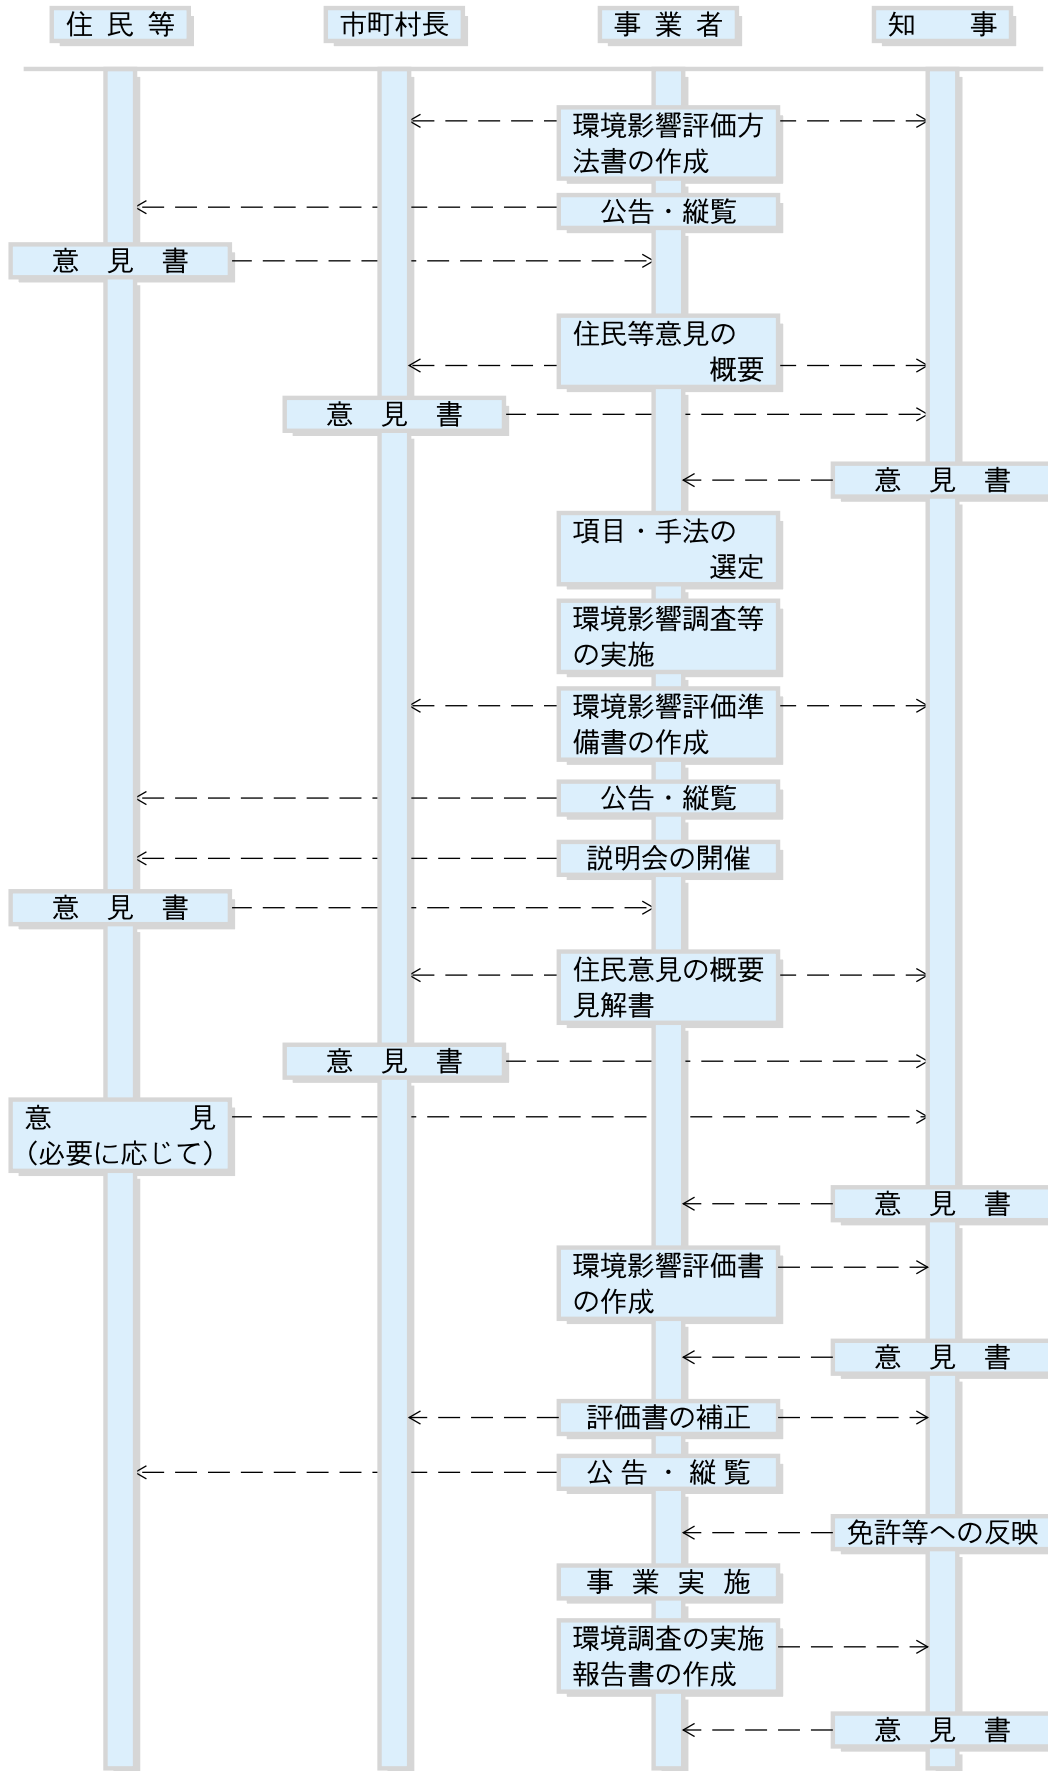 住民等
市町村長
事業者
知　事
環境影響評価方
法書の作成
公告・縦覧
意見書
住民等意見の
概要
意見書
意見書
項目・手法の
選定
環境影響調査等
の実施
環境影響評価準
備書の作成
公告・縦覧
説明会の開催
意見書
住民意見の概要
見解書
意見書
意　見
（必要に応じて）
意見書
環境影響評価書
の作成
意見書
評価書の補正
公告・縦覧
免許等への反映
事業実施
環境調査の実施
報告書の作成
意見書